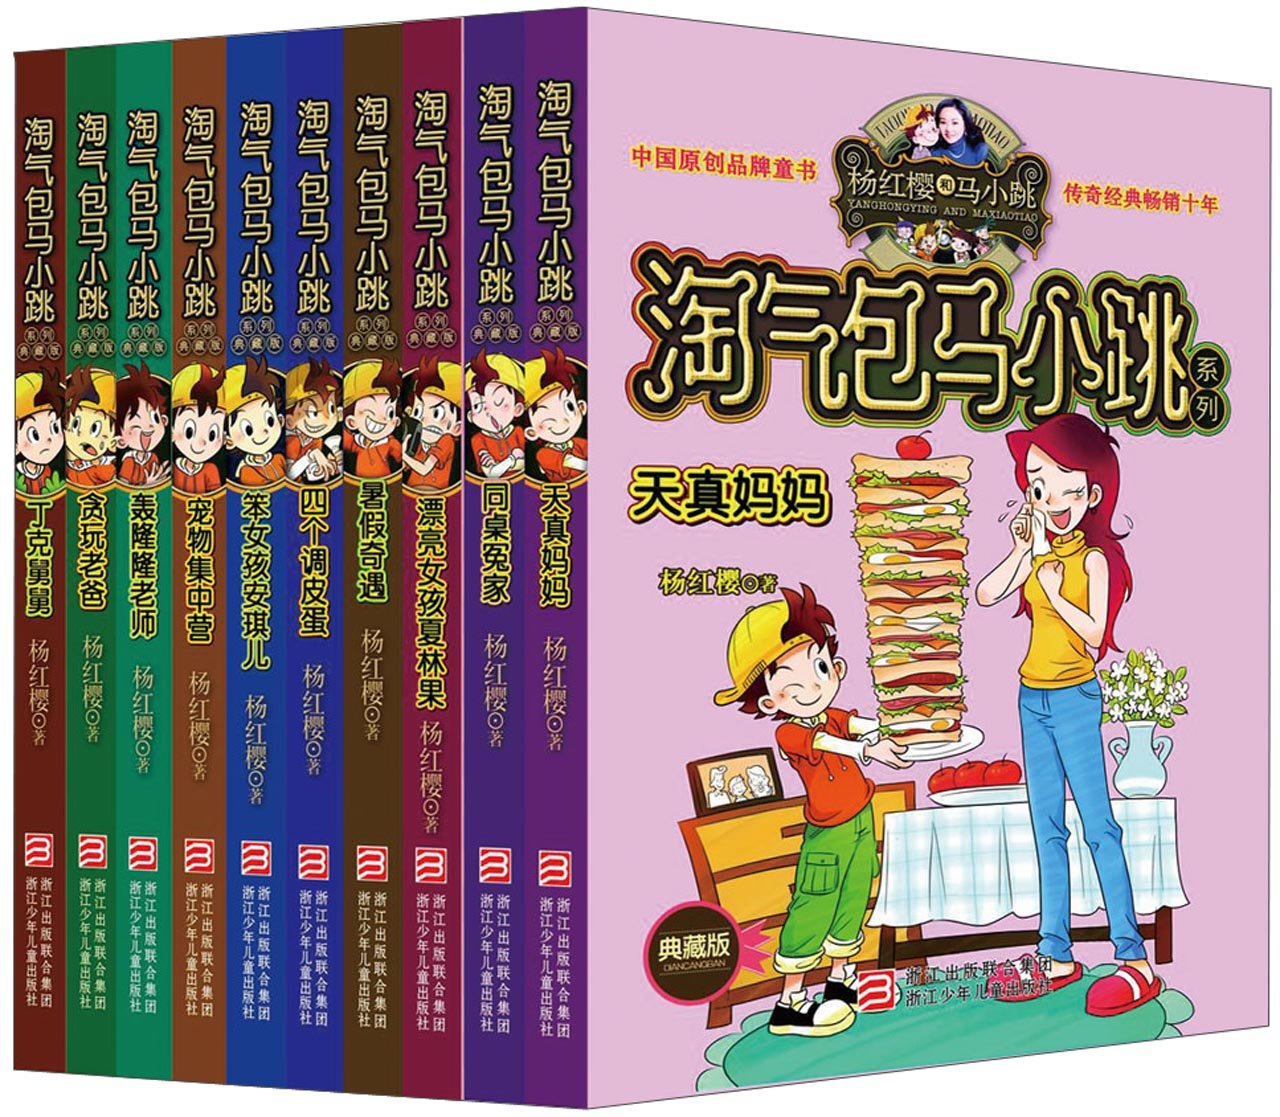 淘气包马小跳
系列
典藏版
丁克舅舅
杨红樱 著
浙江出版联合集团
浙江少年儿童出版社
淘气包马小跳
系列
典藏版
贪玩老爸
杨红樱 著
浙江出版联合集团
浙江少年儿童出版社
淘气包马小跳
系列
典藏版
轰隆隆老师
杨红樱 著
浙江出版联合集团
浙江少年儿童出版社
淘气包马小跳
系列
典藏版
宠物集中营
杨红樱 著
浙江出版联合集团
浙江少年儿童出版社
淘气包马小跳
系列
典藏版
笨女孩安琪儿
杨红樱 著
浙江出版联合集团
浙江少年儿童出版社
淘气包马小跳
系列
典藏版
四个调皮蛋
杨红樱 著
浙江出版联合集团
浙江少年儿童出版社
淘气包马小跳
系列
典藏版
暑假奇遇
杨红樱 著
浙江出版联合集团
浙江少年儿童出版社
淘气包马小跳
系列
典藏版
漂亮女孩夏林果
杨红樱 著
浙江出版联合集团
浙江少年儿童出版社
淘气包马小跳
系列
典藏版
同桌冤家
杨红樱 著
浙江出版联合集团
浙江少年儿童出版社
淘气包马小跳
系列
典藏版
天真妈妈
杨红樱 著
浙江出版联合集团
浙江少年儿童出版社
中国原创品牌童书
杨红樱和马小跳
YANGHONGYING AND MAXIAOTIAO
传奇经典畅销十年
淘气包马小跳
系列
天真妈妈
杨红樱 著
典藏版
DIANCANGBAN
浙江出版联合集团
浙江少年儿童出版社